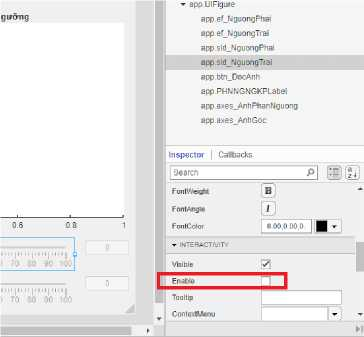 app.UIFigure
app.ef_NguongPhai
app.ef_NguongTrai
app.sld_NguongPhai
app.sld_NguongTrai
app.btn_DocAnh
app.PHNNGNGKPLabel
app.axes_AnhPhanNguong
app.axes_AnhGoc
gưỡng
0.6 0.8 1
0
70 80 90 100
0
70 80 90 100
Inspector Callbacks
Search
FontWeight B
FontAngle I
FontColor 0.00,0.00,0.
INTERACTIVITY
Visible
Enable
Tooltip
ContextMenu